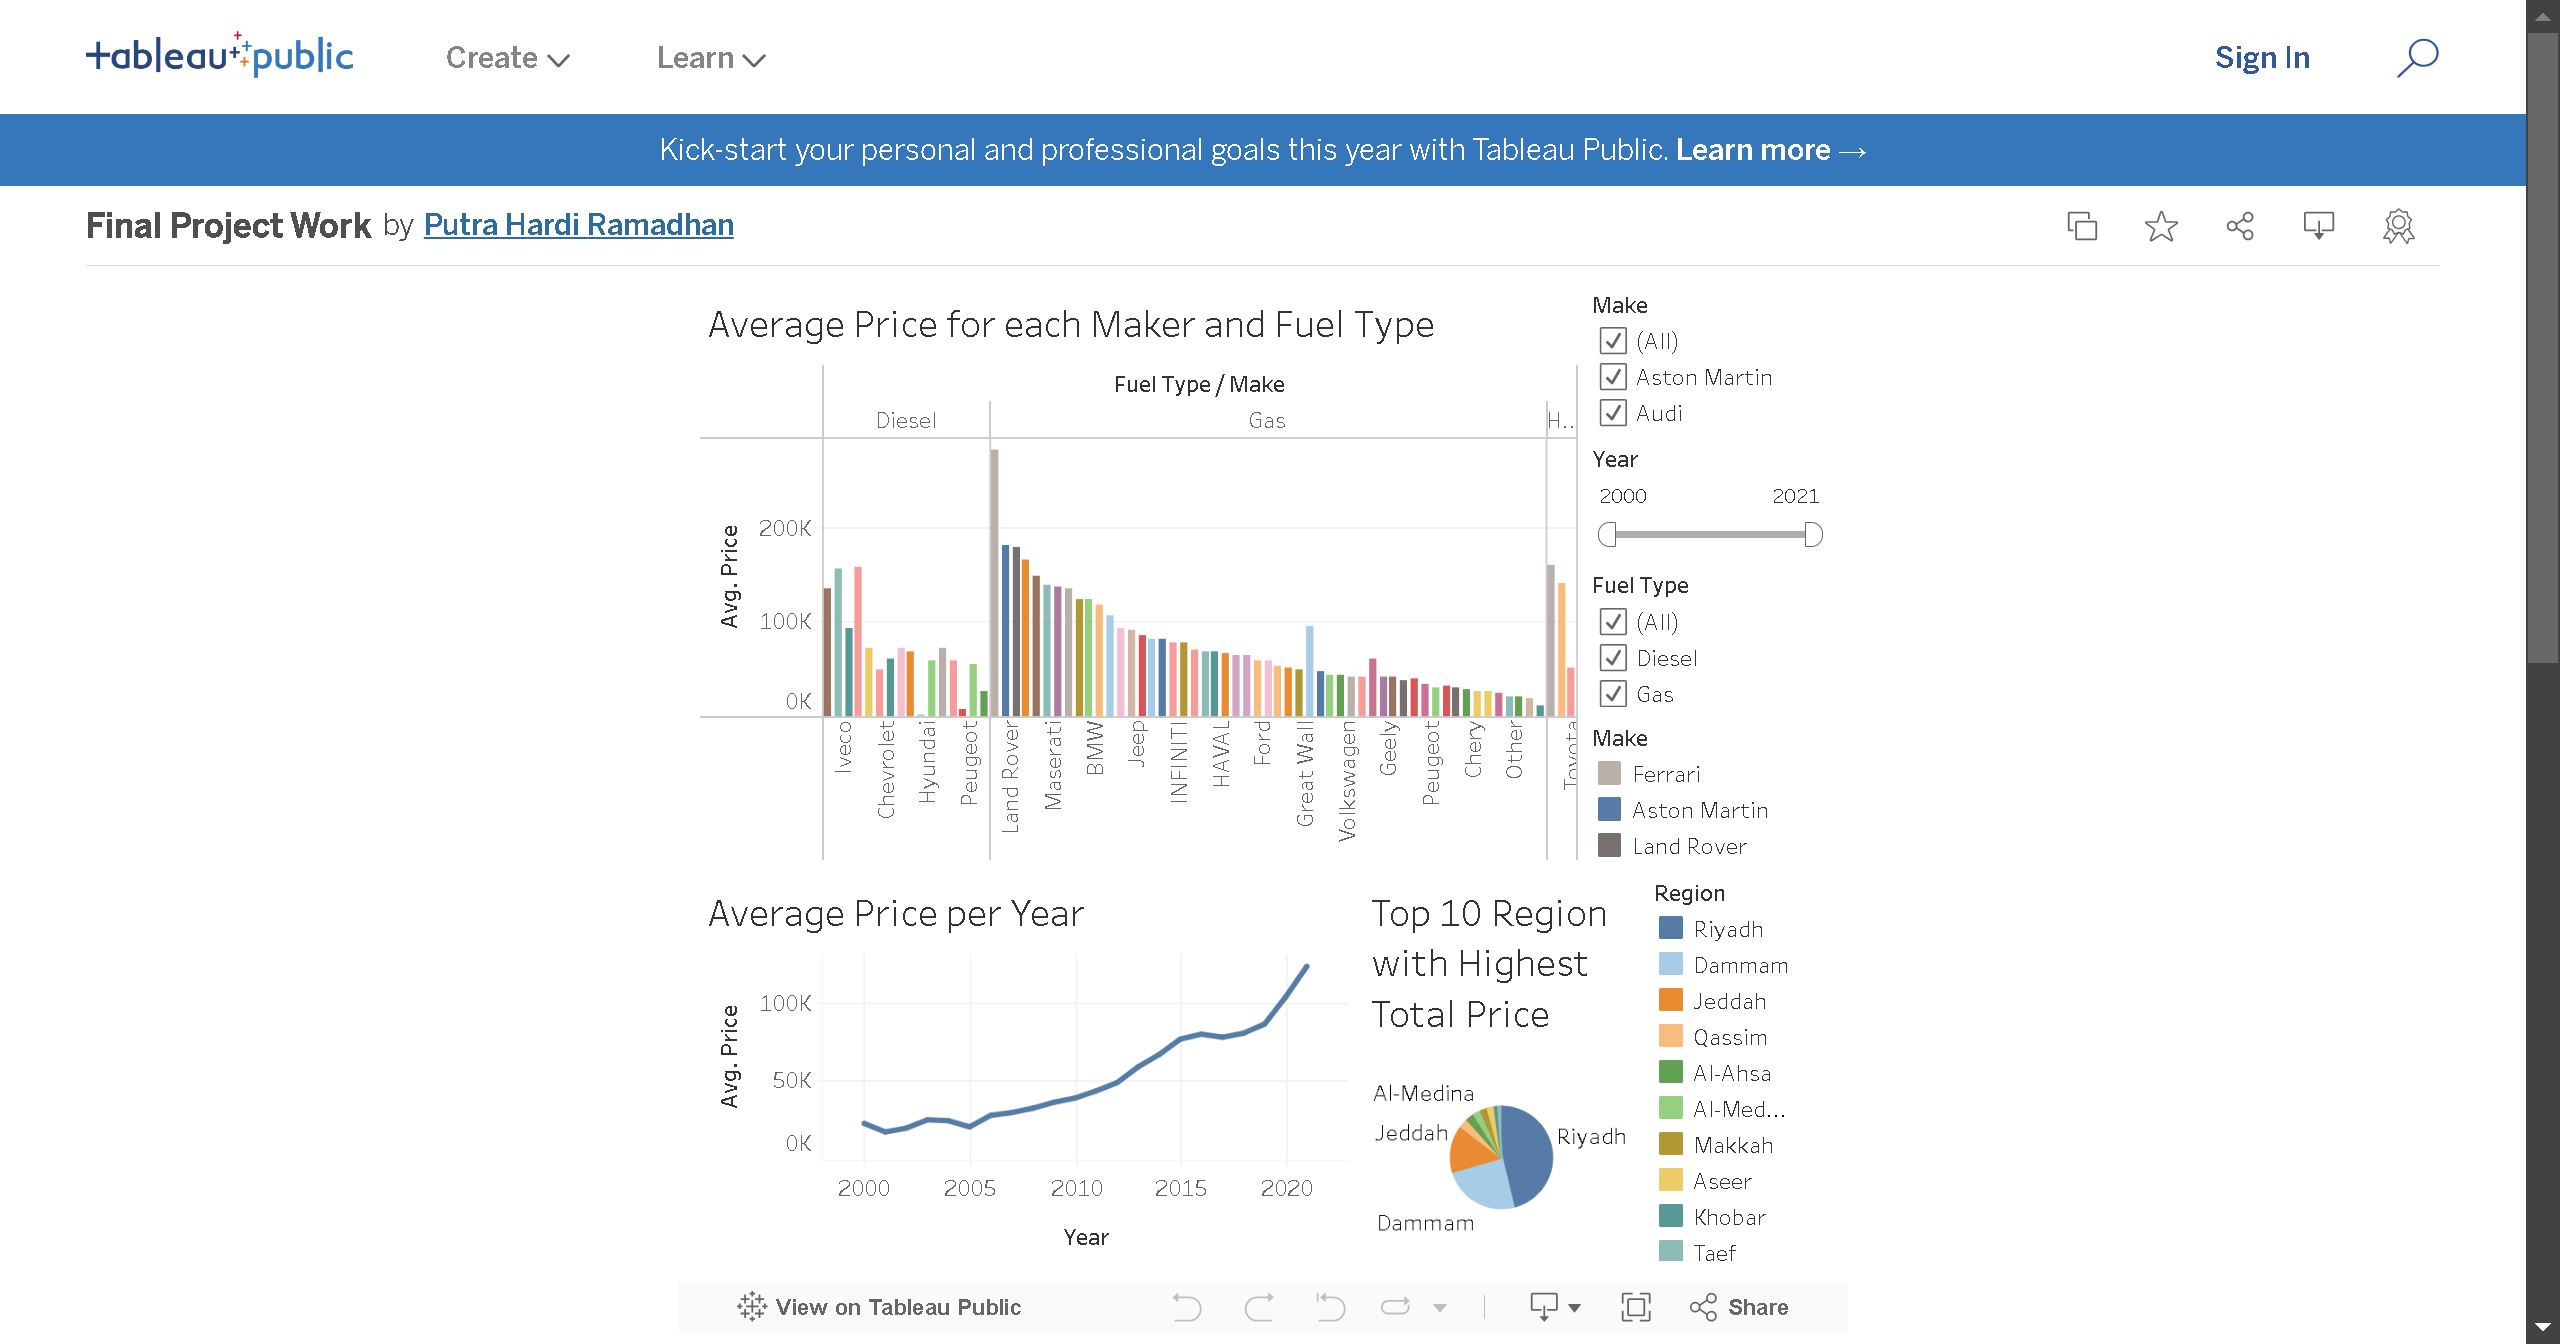 tableau public
Create
Learn
Sign In
Kick-start your personal and professional goals this year with Tableau Public. Learn more →
Final Project Work by Putra Hardi Ramadhan
Average Price for each Maker and Fuel Type
Fuel Type / Make
Diesel
Gas
H..
Avg. Price
200K
100K
0K
Iveco
Chevrolet
Hyundai
Peugeot
Land Rover
Maserati
BMW
Jeep
INFINITI
HAVAL
Ford
Great Wall
Volkswagen
Geely
Peugeot
Chery
Other
Toyota
Make
(All)
Aston Martin
Audi
Year
2000
2021
Fuel Type
(All)
Diesel
Gas
Make
Ferrari
Aston Martin
Land Rover
Average Price per Year
Avg. Price
100K
50K
0K
2000
2005
2010
2015
2020
Year
Top 10 Region
with Highest
Total Price
Al-Medina
Jeddah
Riyadh
Dammam
Region
Riyadh
Dammam
Jeddah
Qassim
Al-Ahsa
Al-Med...
Makkah
Aseer
Khobar
Taef
View on Tableau Public
Share